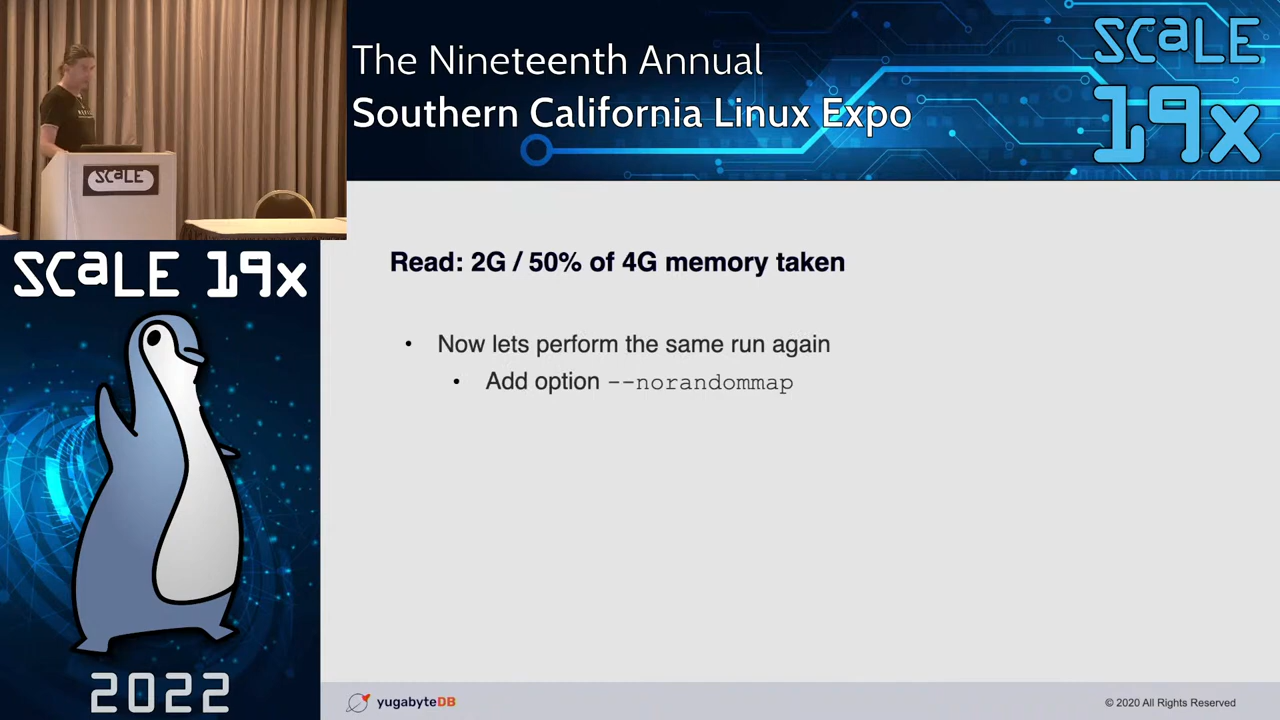 The Nineteenth Annual
Southern California Linux Expo
SCaLE
19x
SCaLE
SCaLE 19x
2022
Read: 2G / 50% of 4G memory taken
• Now lets perform the same run again
• Add option --norandommap
yugabyteDB
© 2020 All Rights Reserved